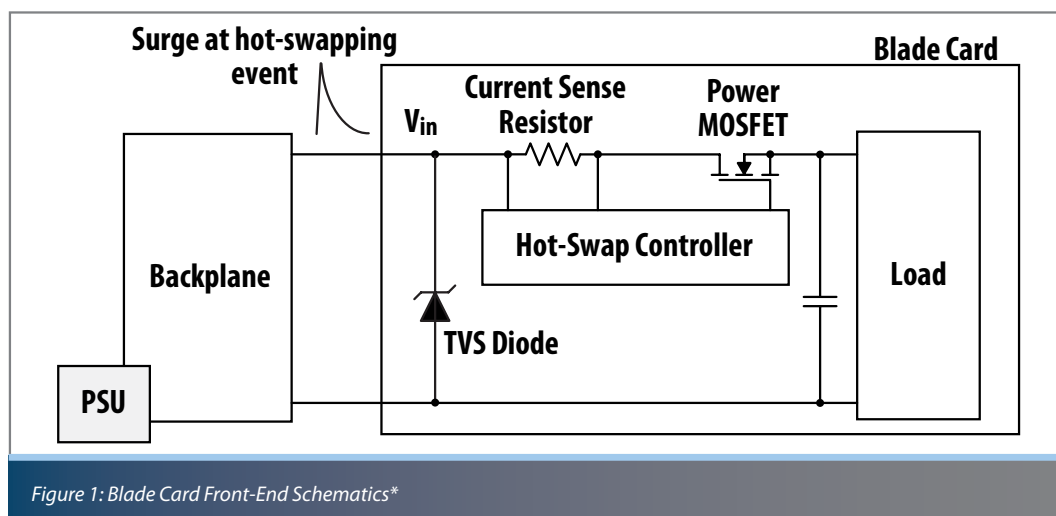 Surge at hot-swapping
event
Blade Card
Current Sense
Resistor
Power
MOSFET
Vin
Hot-Swap Controller
Backplane
Load
TVS Diode
PSU
Figure 1: Blade Card Front-End Schematics*